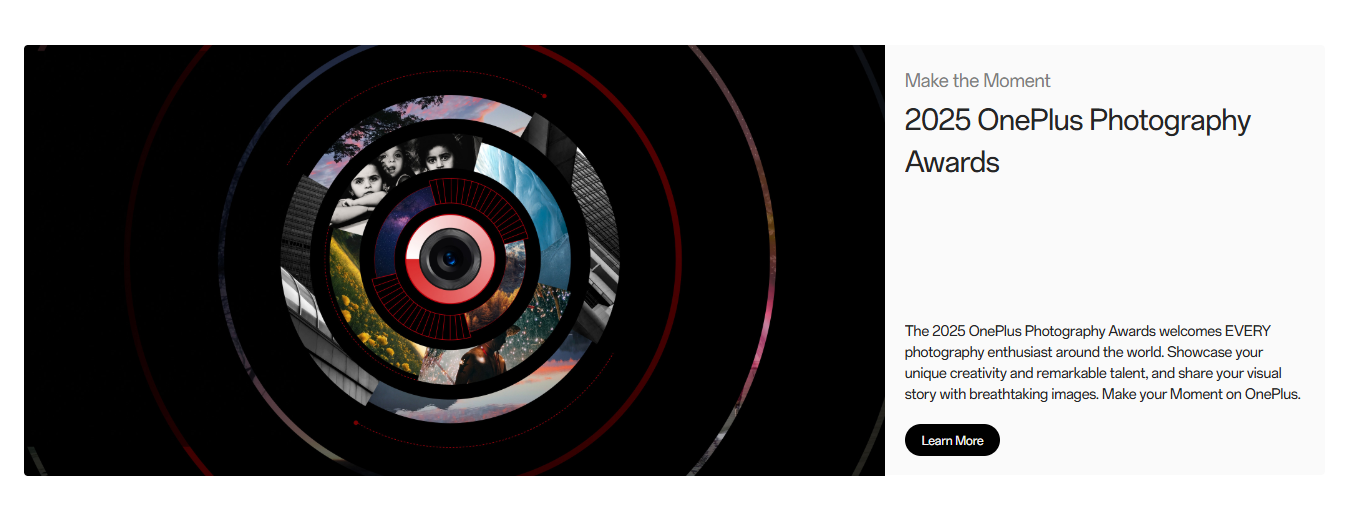 Make the Moment
2025 OnePlus Photography
Awards
The 2025 OnePlus Photography Awards welcomes EVERY
photography enthusiast around the world. Showcase your
unique creativity and remarkable talent, and share your visual
story with breathtaking images. Make your Moment on OnePlus.
Learn More